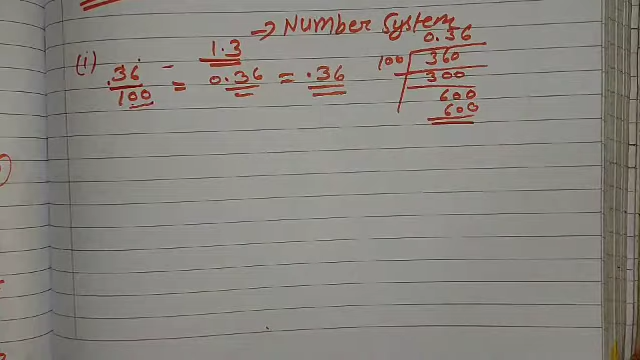 1.3 → Number System
(i) .36/100 = 0.36 = .36
0.36
100 360
300
600
600